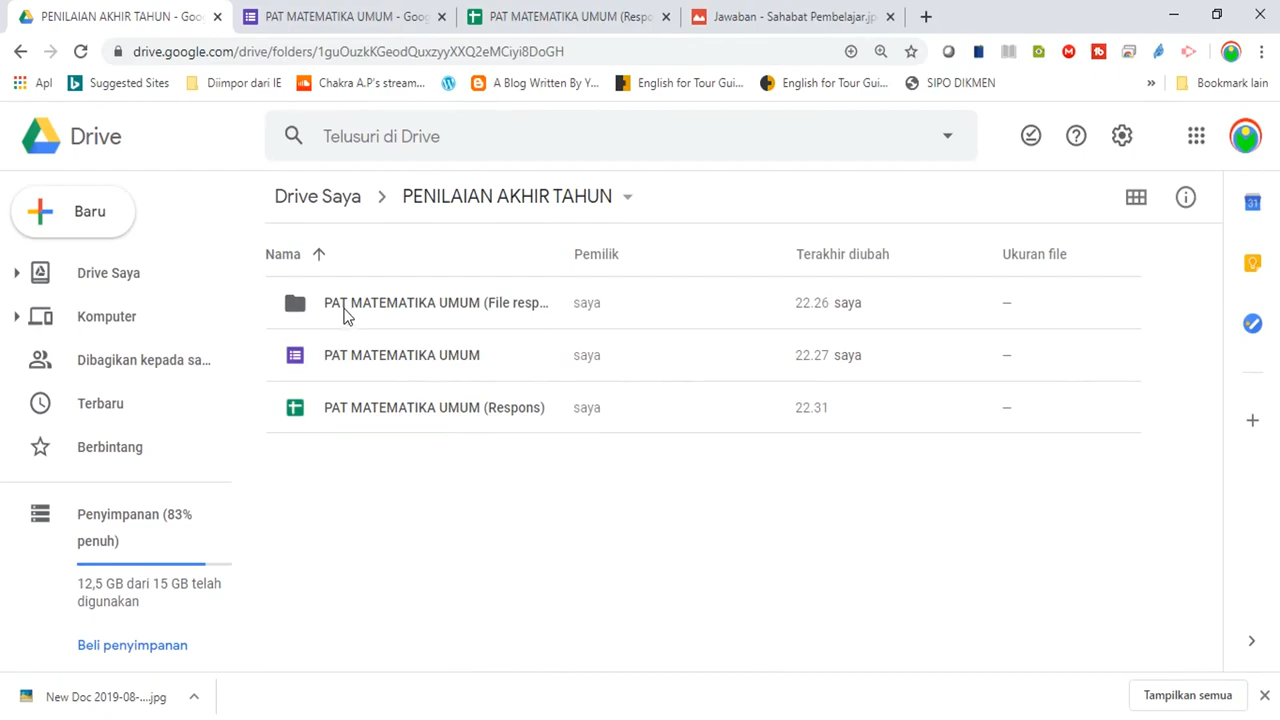 PENILAIAN AKHIR TAHUN - Goo
PAT MATEMATIKA UMUM - Goog
PAT MATEMATIKA UMUM (Respo
Jawaban - Sahabat Pembelajar.jp
drive.google.com/drive/folders/1guOuzkKGeodQuxzyyXXQ2eMCiyi8DoGH
Apl
Suggested Sites
Diimpor dari IE
Chakra A.P's stream...
A Blog Written By Y...
English for Tour Gui...
English for Tour Gui...
SIPO DIKMEN
»
Bookmark lain
Drive
Telusuri di Drive
Baru
Drive Saya
PENILAIAN AKHIR TAHUN
Nama
Pemilik
Terakhir diubah
Ukuran file
PAT MATEMATIKA UMUM (File resp...
saya
22.26 saya
–
PAT MATEMATIKA UMUM
saya
22.27 saya
–
PAT MATEMATIKA UMUM (Respons)
saya
22.31
–
Drive Saya
Komputer
Dibagikan kepada sa...
Terbaru
Berbintang
Penyimpanan (83%
penuh)
12,5 GB dari 15 GB telah
digunakan
Beli penyimpanan
31
New Doc 2019-08-....jpg
Tampilkan semua